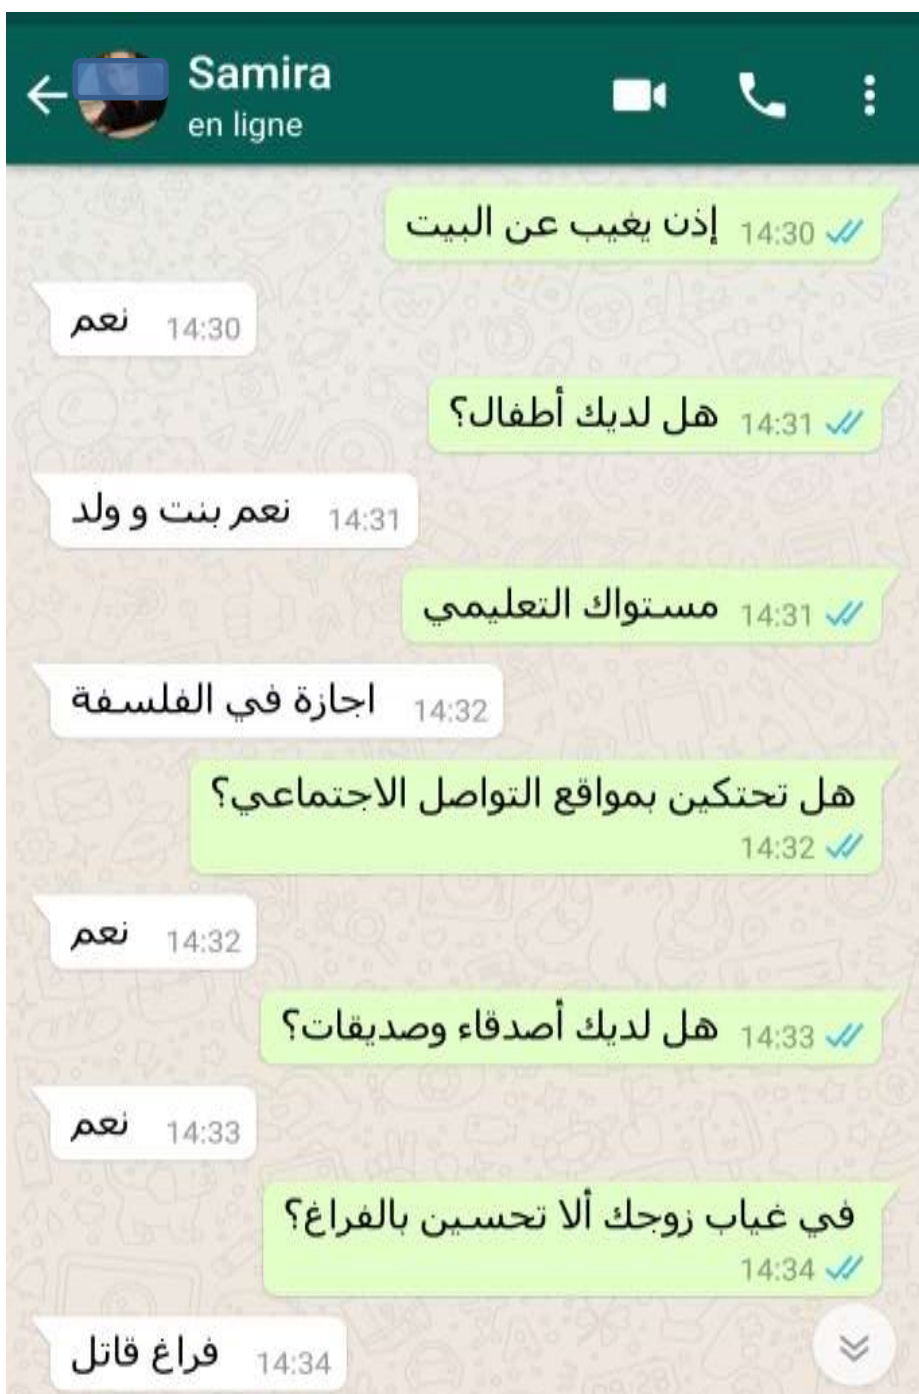 Samira
en ligne
إذن يغيب عن البيت 14:30
نعم 14:30
هل لديك أطفال؟ 14:31
نعم بنت و ولد 14:31
مستواك التعليمي 14:31
اجازة في الفلسفة 14:32
هل تحتكين بمواقع التواصل الاجتماعي؟
14:32
نعم 14:32
هل لديك أصدقاء وصديقات؟ 14:33
نعم 14:33
في غياب زوجك ألا تحسين بالفراغ؟
14:34
فراغ قاتل 14:34